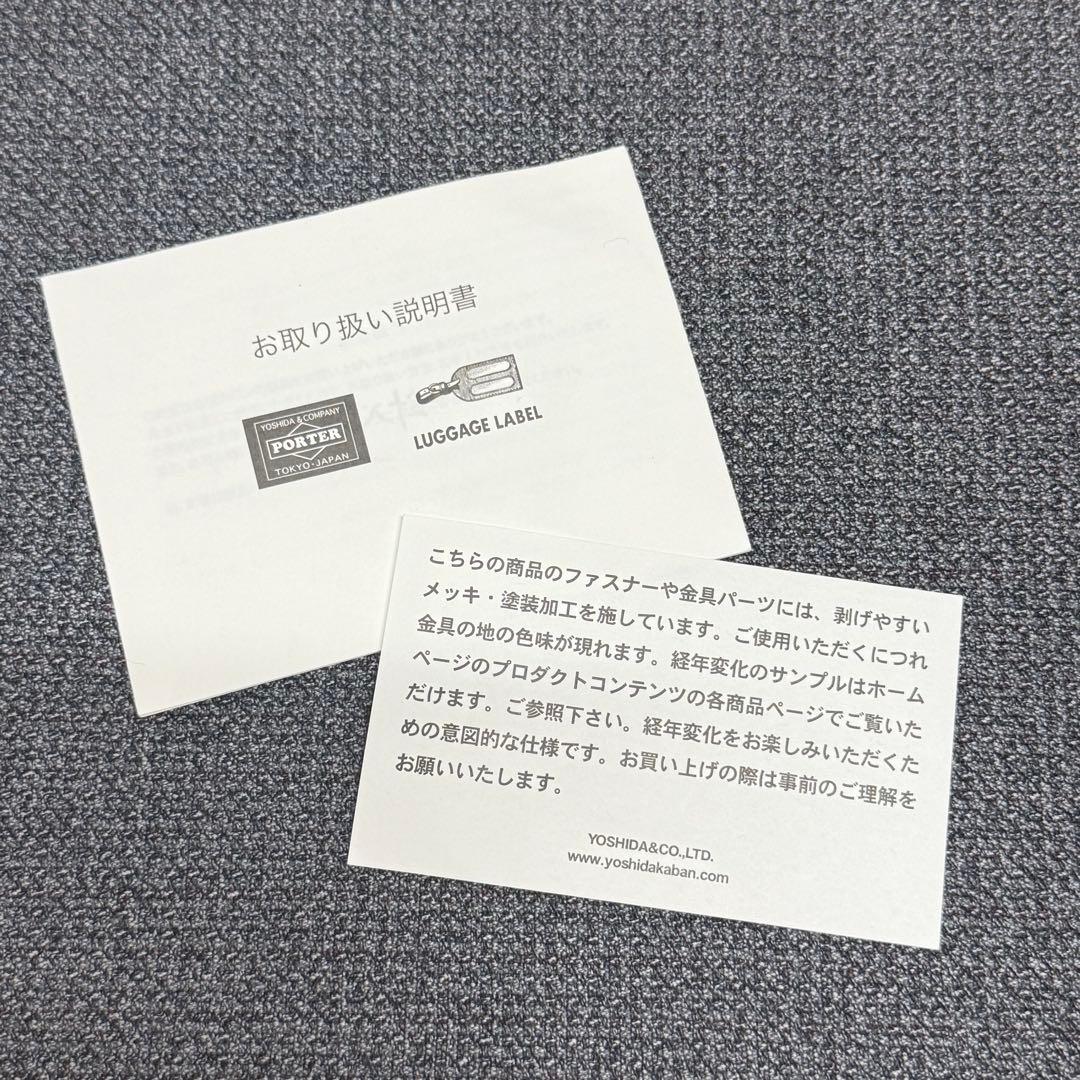 お取り扱い説明書
YOSHIDA & COMPANY
PORTER
TOKYO・JAPAN
LUGGAGE LABEL
こちらの商品のファスナーや金具パーツには、剥げやすい
メッキ・塗装加工を施しています。ご使用いただくにつれ
金具の地の色味が現れます。経年変化のサンプルはホーム
ページのプロダクトコンテンツの各商品ページでご覧いた
だけます。ご参照下さい。経年変化をお楽しみいただくた
めの意図的な仕様です。お買い上げの際は事前のご理解を
お願いいたします。
YOSHIDA&CO.,LTD.
www.yoshidakaban.com